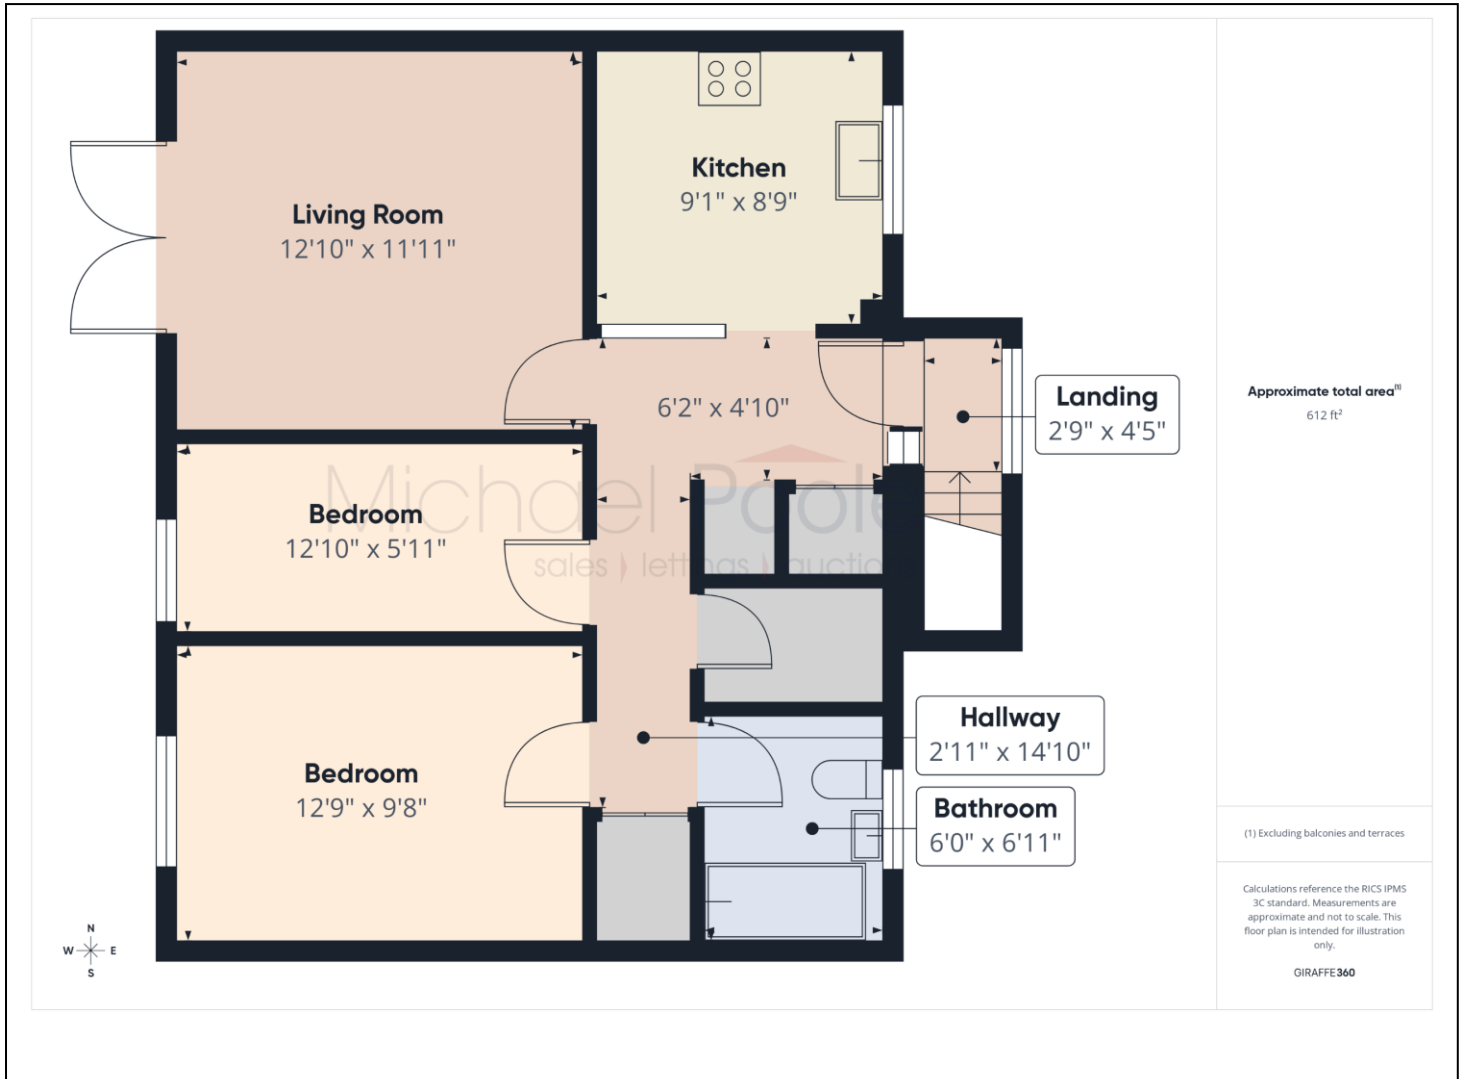 Living Room
12'10" x 11'11"
Kitchen
9'1" x 8'9"
6'2" x 4'10"
Landing
2'9" x 4'5"
Michael Poole
sales lettings auctions
Bedroom
12'10" x 5'11"
Bedroom
12'9" x 9'8"
Hallway
2'11" x 14'10"
Bathroom
6'0" x 6'11"
N
W E
S
Approximate total area(1)
612 ft²
(1) Excluding balconies and terraces
Calculations reference the RICS IPMS
3C standard. Measurements are
approximate and not to scale. This
floor plan is intended for illustration
only.
GIRAFFE360